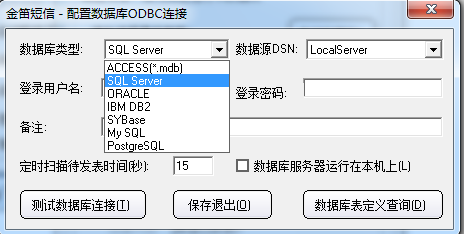 金笛短信 - 配置数据库ODBC连接
数据库类型: SQL Server 数据源DSN: LocalServer
ACCESS(*.mdb)
SQL Server
ORACLE
IBM DB2
SYBase
My SQL
PostgreSQL
登录用户名: 登录密码:
备注:
定时扫描待发表时间(秒): 15 数据库服务器运行在本机上(L)
测试数据库连接(T) 保存退出(O) 数据库表定义查询(D)